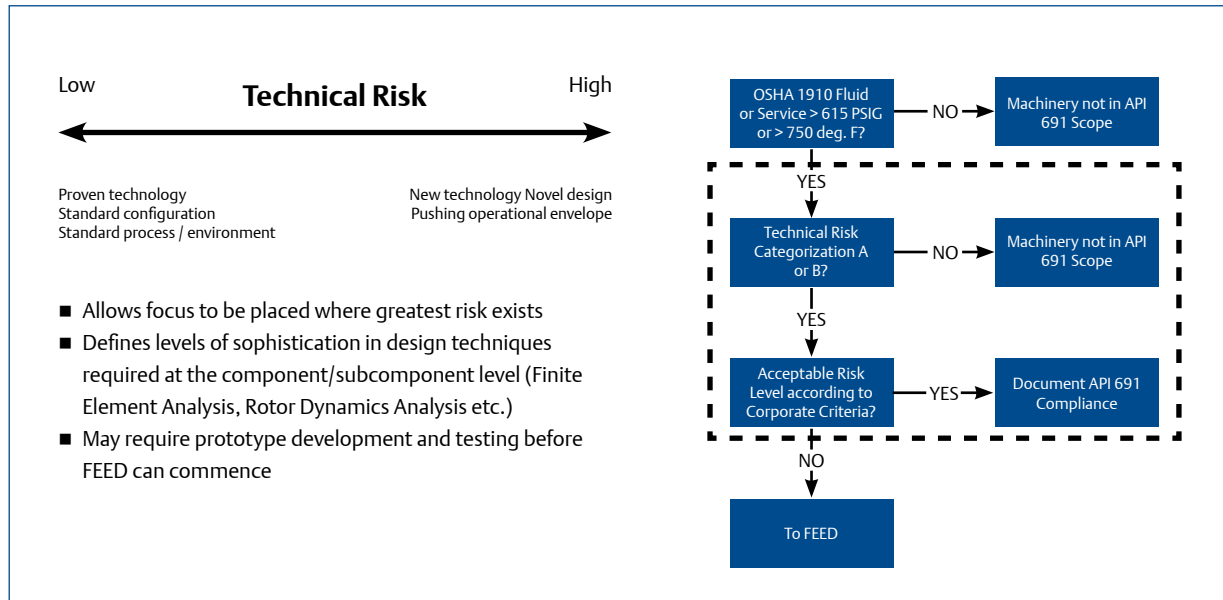 Low
Technical Risk
High
Proven technology
Standard configuration
Standard process / environment
New technology Novel design
Pushing operational envelope
■ Allows focus to be placed where greatest risk exists
■ Defines levels of sophistication in design techniques
required at the component/subcomponent level (Finite
Element Analysis, Rotor Dynamics Analysis etc.)
■ May require prototype development and testing before
FEED can commence
OSHA 1910 Fluid
or Service > 615 PSIG
or > 750 deg. F?
NO
Machinery not in API
691 Scope
YES
Technical Risk
Categorization A
or B?
NO
Machinery not in API
691 Scope
YES
Acceptable Risk
Level according to
Corporate Criteria?
YES
Document API 691
Compliance
NO
To FEED